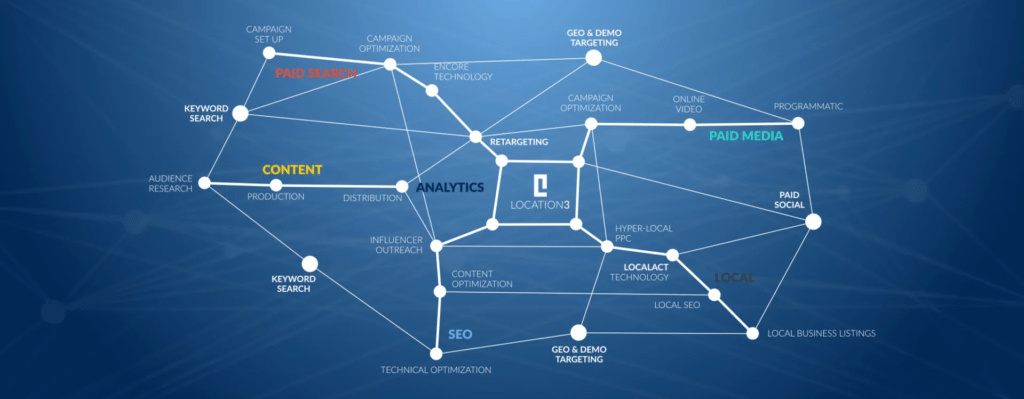 CAMPAIGN
SET UP
CAMPAIGN
OPTIMIZATION
GEO & DEMO
TARGETING
PAID SEARCH
ENCORE
TECHNOLOGY
KEYWORD
SEARCH
CAMPAIGN
OPTIMIZATION
ONLINE
VIDEO
PROGRAMMATIC
PAID MEDIA
RETARGETING
CONTENT
AUDIENCE
RESEARCH
PRODUCTION
DISTRIBUTION
ANALYTICS
LOCATION3
PAID
SOCIAL
INFLUENCER
OUTREACH
HYPER-LOCAL
PPC
KEYWORD
SEARCH
CONTENT
OPTIMIZATION
LOCALACT
TECHNOLOGY
LOCAL
LOCAL SEO
SEO
GEO & DEMO
TARGETING
LOCAL BUSINESS LISTINGS
TECHNICAL OPTIMIZATION